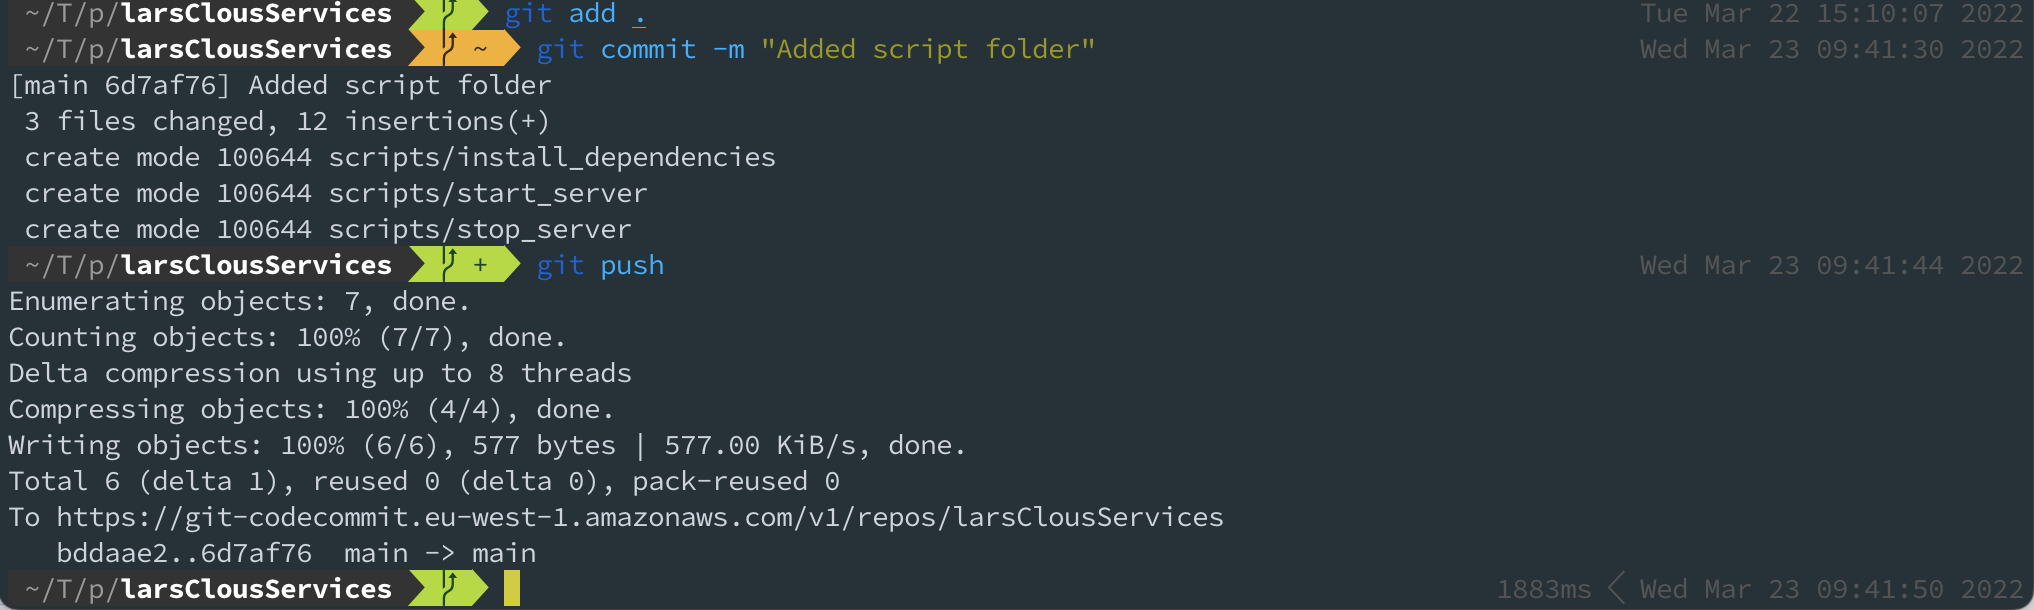 ~/T/p/larsClousServices git add . Tue Mar 22 15:10:07 2022
~/T/p/larsClousServices ~ git commit -m "Added script folder" Wed Mar 23 09:41:30 2022
[main 6d7af76] Added script folder
3 files changed, 12 insertions(+)
create mode 100644 scripts/install_dependencies
create mode 100644 scripts/start_server
create mode 100644 scripts/stop_server
~/T/p/larsClousServices + git push Wed Mar 23 09:41:44 2022
Enumerating objects: 7, done.
Counting objects: 100% (7/7), done.
Delta compression using up to 8 threads
Compressing objects: 100% (4/4), done.
Writing objects: 100% (6/6), 577 bytes | 577.00 KiB/s, done.
Total 6 (delta 1), reused 0 (delta 0), pack-reused 0
To https://git-codecommit.eu-west-1.amazonaws.com/v1/repos/larsClousServices
bddaae2..6d7af76 main -> main
~/T/p/larsClousServices 1883ms Wed Mar 23 09:41:50 2022